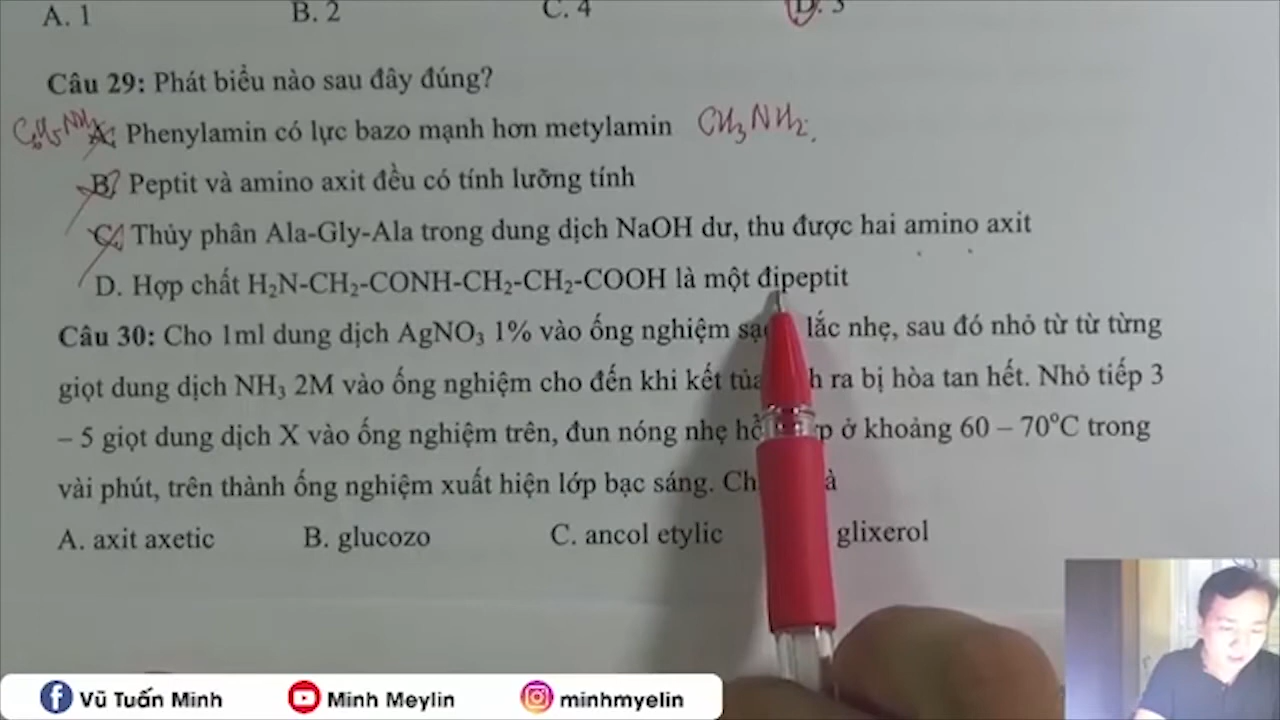 A. 1 B. 2 C. 4 D. 3
Câu 29: Phát biểu nào sau đây đúng?
C₆H₅NH₂ A. Phenylamin có lực bazo mạnh hơn metylamin CH₃NH₂
B. Peptit và amino axit đều có tính lưỡng tính
C. Thủy phân Ala-Gly-Ala trong dung dịch NaOH dư, thu được hai amino axit
D. Hợp chất H₂N-CH₂-CONH-CH₂-CH₂-COOH là một đipeptit
Câu 30: Cho 1ml dung dịch AgNO₃ 1% vào ống nghiệm lắc nhẹ, sau đó nhỏ từ từ từng
giọt dung dịch NH₃ 2M vào ống nghiệm cho đến khi kết ra bị hòa tan hết. Nhỏ tiếp 3
– 5 giọt dung dịch X vào ống nghiệm trên, đun nóng nhẹ ở khoảng 60 – 70°C trong
vài phút, trên thành ống nghiệm xuất hiện lớp bạc sáng.
A. axit axetic B. glucozo C. ancol etylic glixerol
Vũ Tuấn Minh Minh Meylin minhmyelin